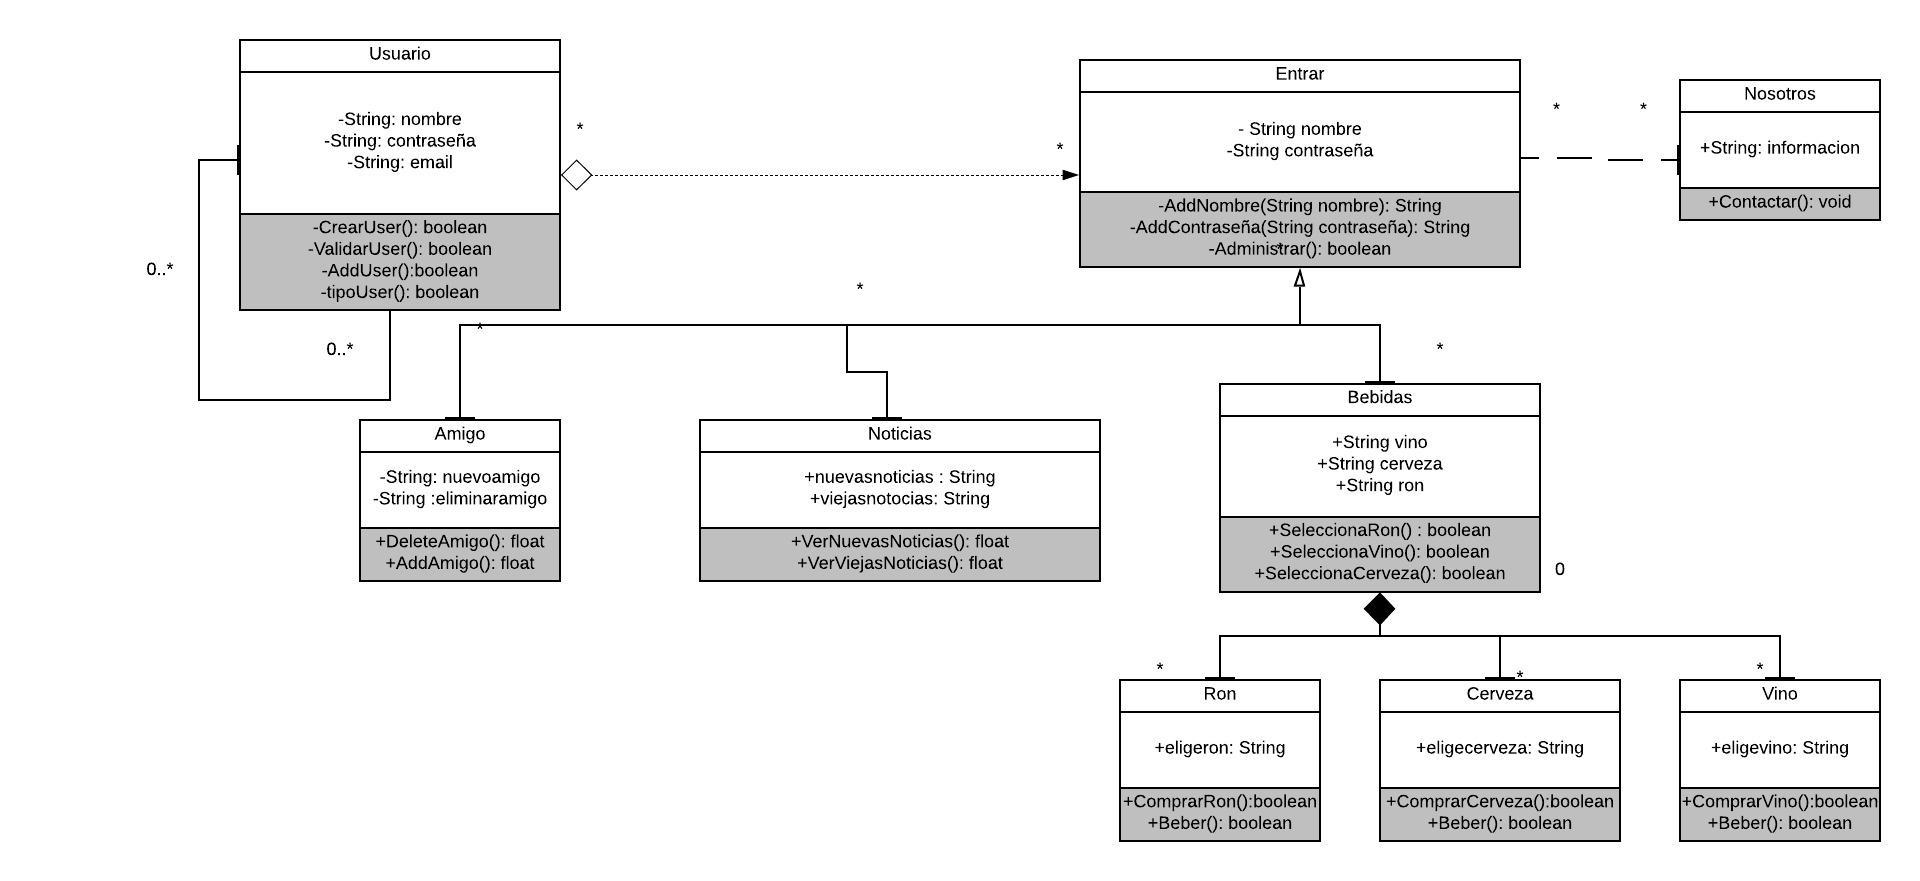 Usuario
-String: nombre
-String: contraseña
-String: email
-CrearUser(): boolean
-ValidarUser(): boolean
-AddUser():boolean
-tipoUser(): boolean
0..*
0..*
*
*
Entrar
- String nombre
-String contraseña
-AddNombre(String nombre): String
-AddContraseña(String contraseña): String
-Administrar(): boolean
*
*
*
Nosotros
+String: informacion
+Contactar(): void
*
*
*
Amigo
-String: nuevoamigo
-String :eliminaramigo
+DeleteAmigo(): float
+AddAmigo(): float
Noticias
+nuevasnoticias : String
+viejasnotocias: String
+VerNuevasNoticias(): float
+VerViejasNoticias(): float
Bebidas
+String vino
+String cerveza
+String ron
+SeleccionaRon() : boolean
+SeleccionaVino(): boolean
+SeleccionaCerveza(): boolean
0
*
*
*
Ron
+eligeron: String
+ComprarRon():boolean
+Beber(): boolean
Cerveza
+eligecerveza: String
+ComprarCerveza():boolean
+Beber(): boolean
Vino
+eligevino: String
+ComprarVino():boolean
+Beber(): boolean